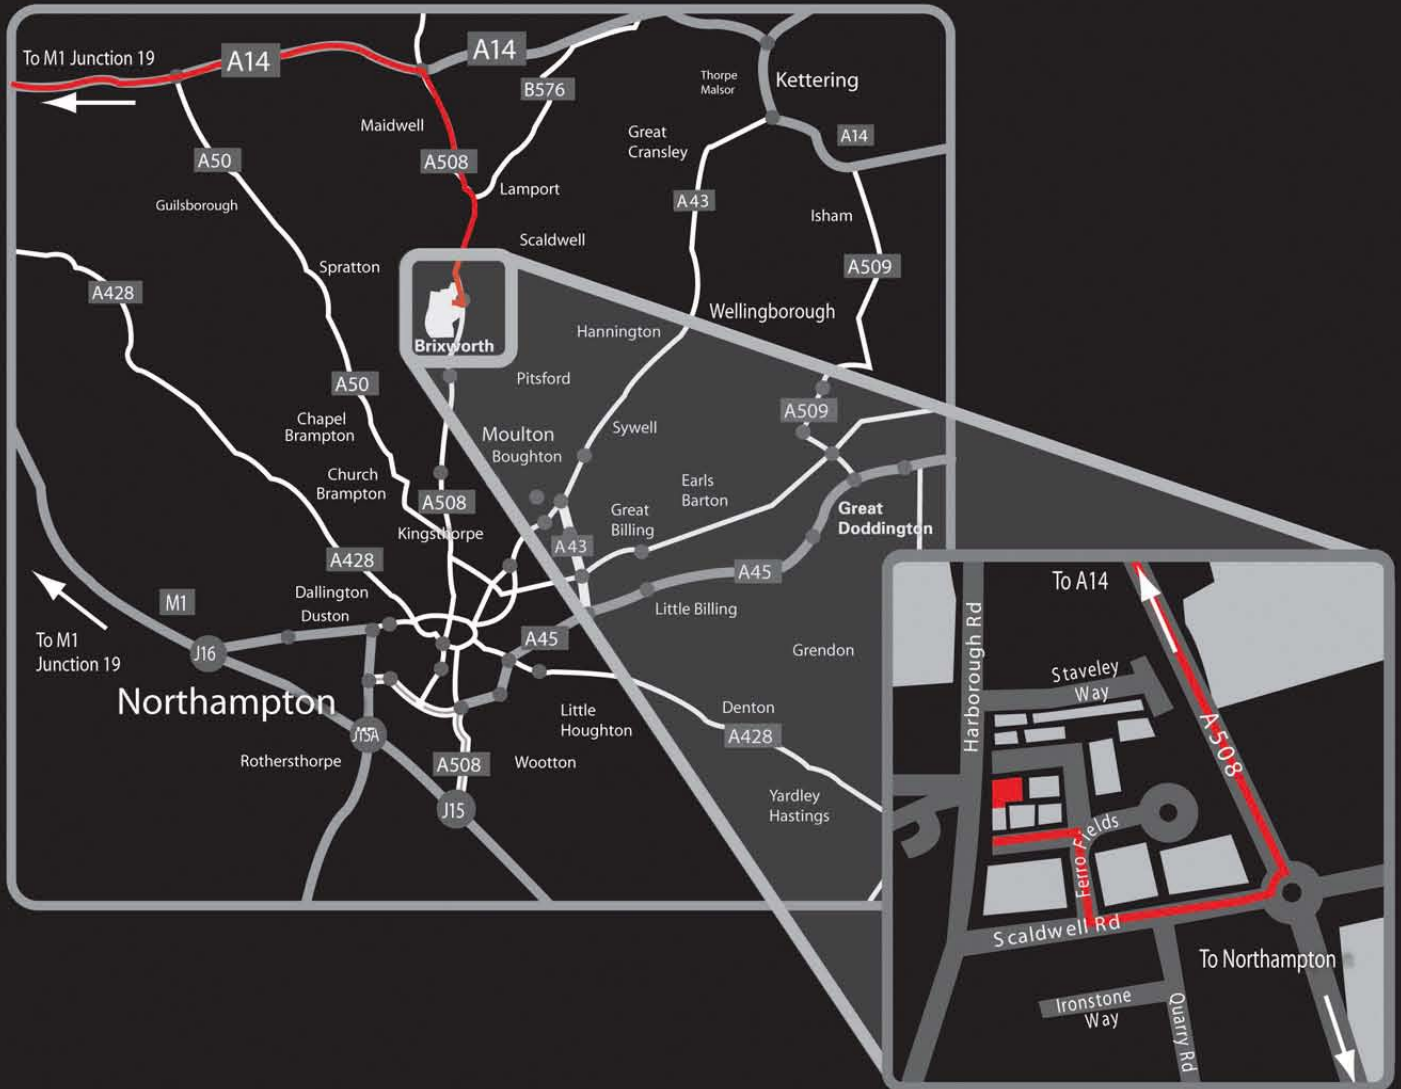 To M1 Junction 19
A14
A14
B576
Thorpe
Malsor
Kettering
Maidwell
Great
Cransley
A14
A50
A508
Lamport
A43
Guilsborough
Isham
Scaldwell
Spratton
A509
A428
Wellingborough
Hannington
Brixworth
Pitsford
A50
A509
Chapel
Brampton
Moulton
Boughton
Sywell
Church
Brampton
Earls
Barton
A508
Great
Billing
Great
Doddington
Kingsthorpe
A43
A428
A45
Dallington
Duston
M1
Little Billing
To M1
Junction 19
J16
A45
Grendon
Northampton
Denton
Little
Houghton
A428
J15A
Rothersthorpe
A508
Wootton
Yardley
Hastings
J15
To A14
Harborough Rd
Staveley
Way
A508
Ferro Fields
Scaldwell Rd
To Northampton
Ironstone
Way
Quarry Rd